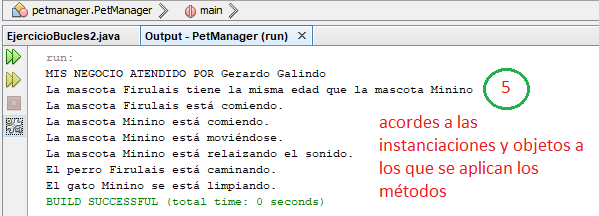 petmanager.PetManager main
EjercicioBucles2.java Output - PetManager (run) ×
run:
MIS NEGOCIO ATENDIDO POR Gerardo Galindo
La mascota Firulais tiene la misma edad que la mascota Minino
5
La mascota Firulais está comiendo.
La mascota Minino está comiendo.
La mascota Minino está moviéndose.
La mascota Minino está relaizando el sonido.
El perro Firulais está caminando.
El gato Minino se está limpiando.
BUILD SUCCESSFUL (total time: 0 seconds)
acordes a las
instanciaciones y objetos a
los que se aplican los
métodos